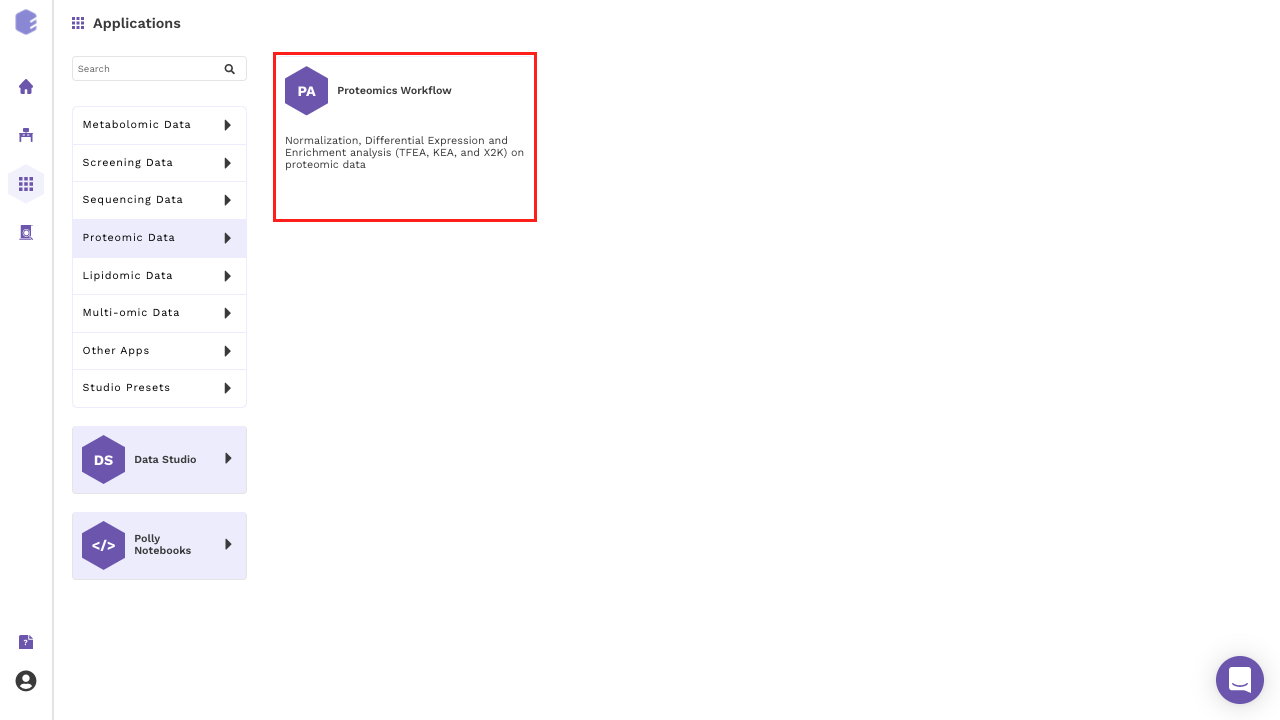 Applications
Search
Metabolomic Data
Screening Data
Sequencing Data
Proteomic Data
Lipidomic Data
Multi-omic Data
Other Apps
Studio Presets
DS
Data Studio
</>
Polly
Notebooks
PA
Proteomics Workflow
Normalization, Differential Expression and
Enrichment analysis (TFEA, KEA, and X2K) on
proteomic data
?